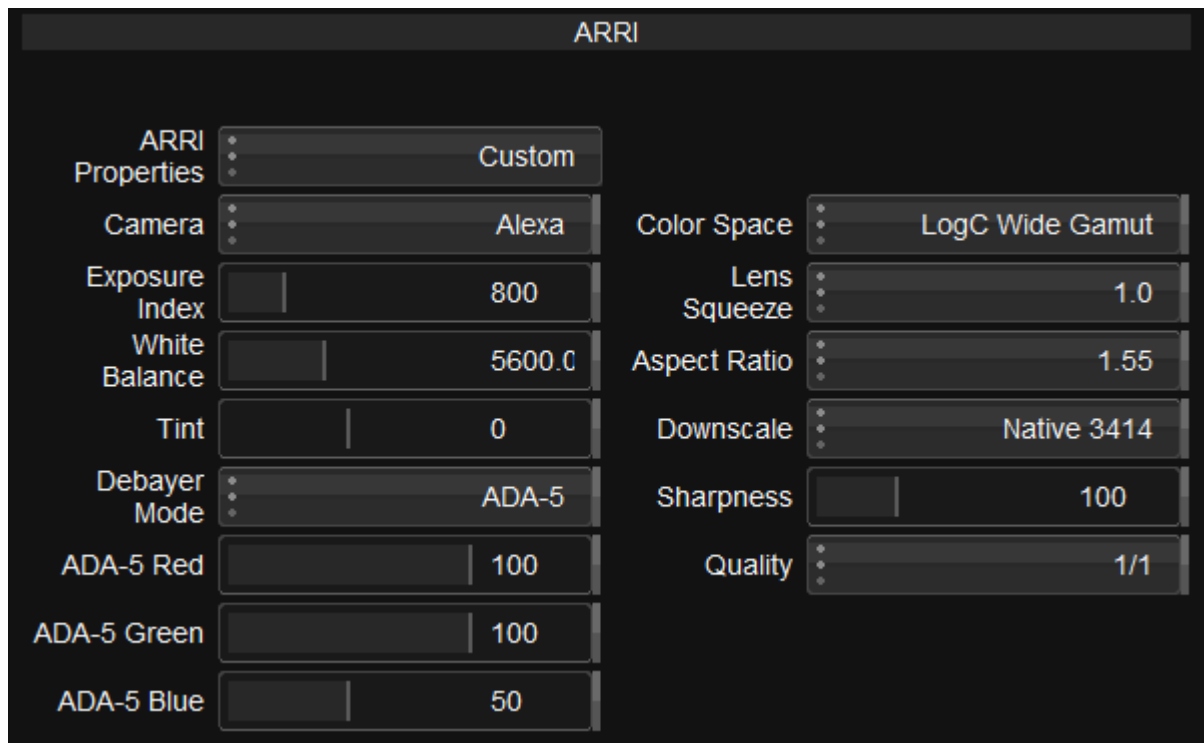 ARRI
ARRI
Properties
Custom
Camera
Alexa
Color Space
LogC Wide Gamut
Exposure
Index
800
Lens
Squeeze
1.0
White
Balance
5600.0
Aspect Ratio
1.55
Tint
0
Downscale
Native 3414
Debayer
Mode
ADA-5
Sharpness
100
ADA-5 Red
100
Quality
1/1
ADA-5 Green
100
ADA-5 Blue
50